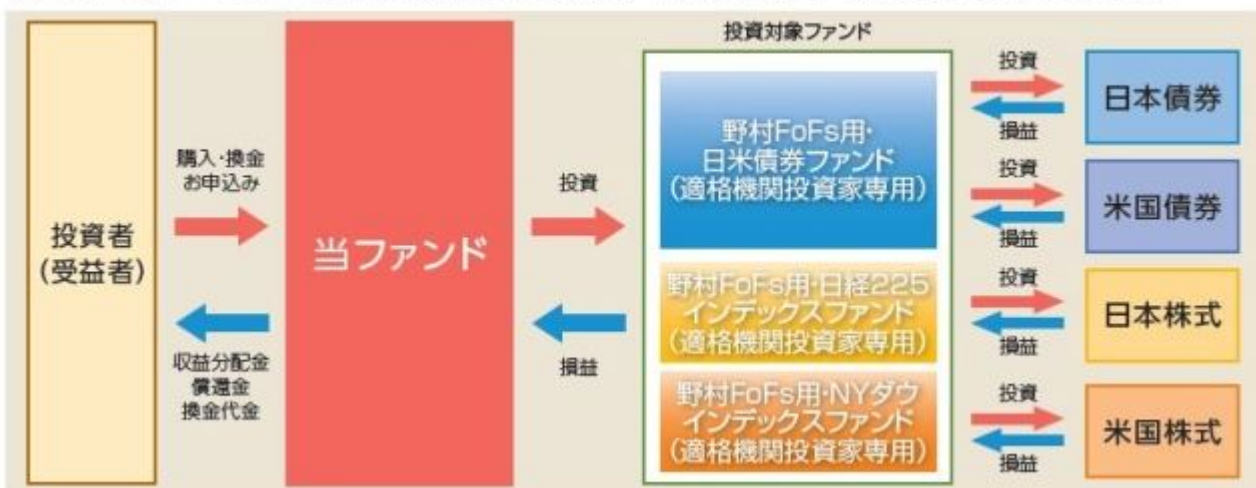 投資対象ファンド
投資者
(受益者)
購入・換金
お申込み
収益分配金
償還金
換金代金
当ファンド
投資
損益
野村FoFs用・
日米債券ファンド
(適格機関投資家専用)
野村FoFs用・日経225
インデックスファンド
(適格機関投資家専用)
野村FoFs用・NYダウ
インデックスファンド
(適格機関投資家専用)
投資
損益
日本債券
投資
損益
米国債券
投資
損益
日本株式
投資
損益
米国株式